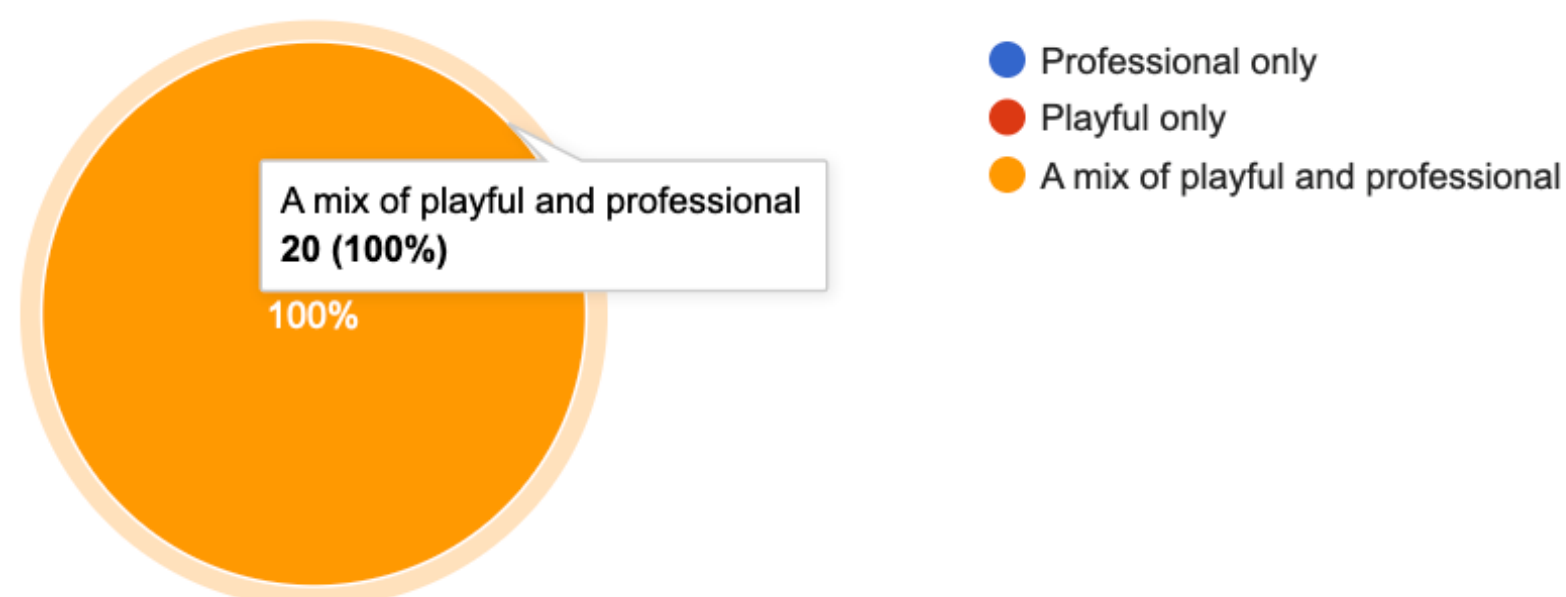 Professional only
Playful only
A mix of playful and professional
A mix of playful and professional
20 (100%)
100%